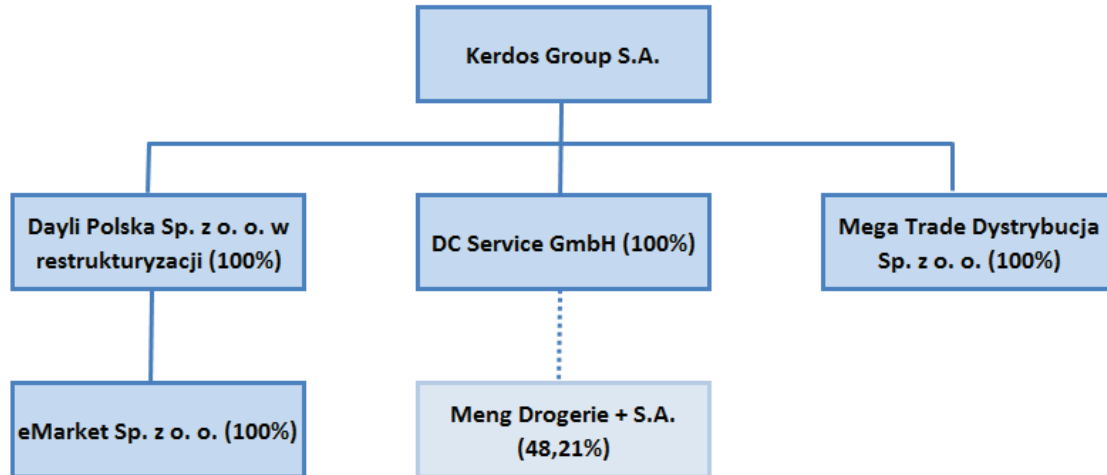 Kerdos Group S.A.
Dayli Polska Sp. z o. o. w
restrukturyzacji (100%)
DC Service GmbH (100%)
Mega Trade Dystrybucja
Sp. z o. o. (100%)
eMarket Sp. z o. o. (100%)
Meng Drogerie + S.A.
(48,21%)